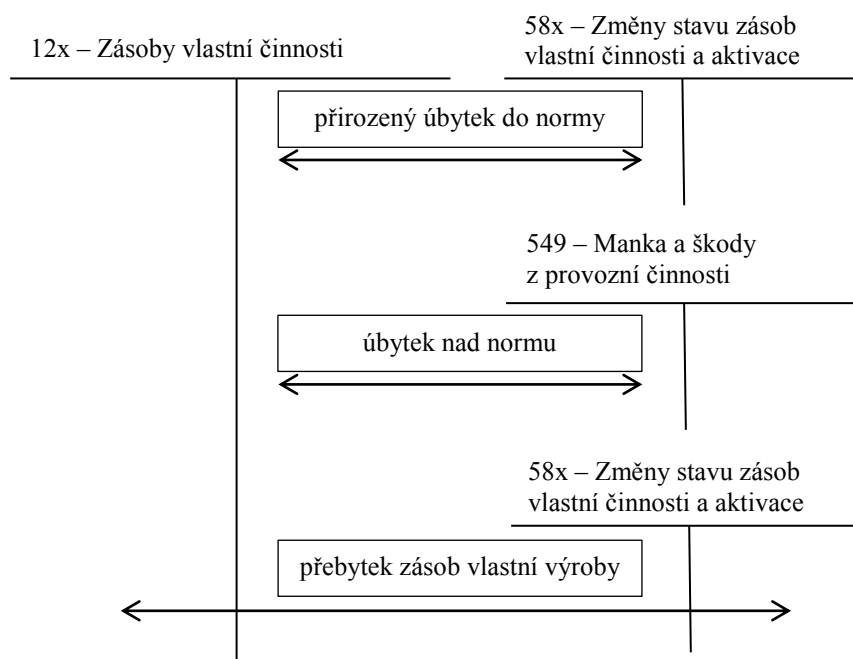 12x – Zásoby vlastní činnosti
58x – Změny stavu zásob
vlastní činnosti a aktivace
přirozený úbytek do normy
549 – Manka a škody
z provozní činnosti
úbytek nad normu
58x – Změny stavu zásob
vlastní činnosti a aktivace
přebytek zásob vlastní výroby